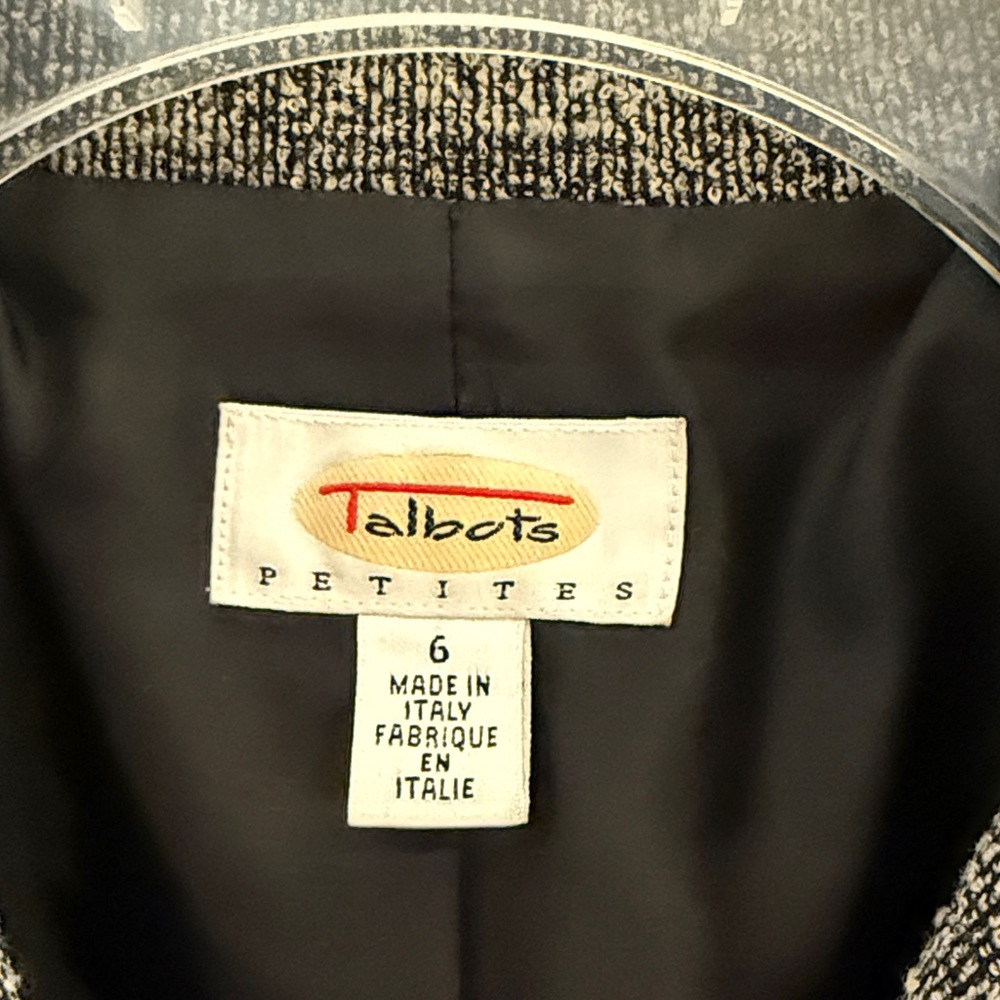 Talbots
PETITES
6
MADE IN
ITALY
FABRIQUE
EN
ITALIE